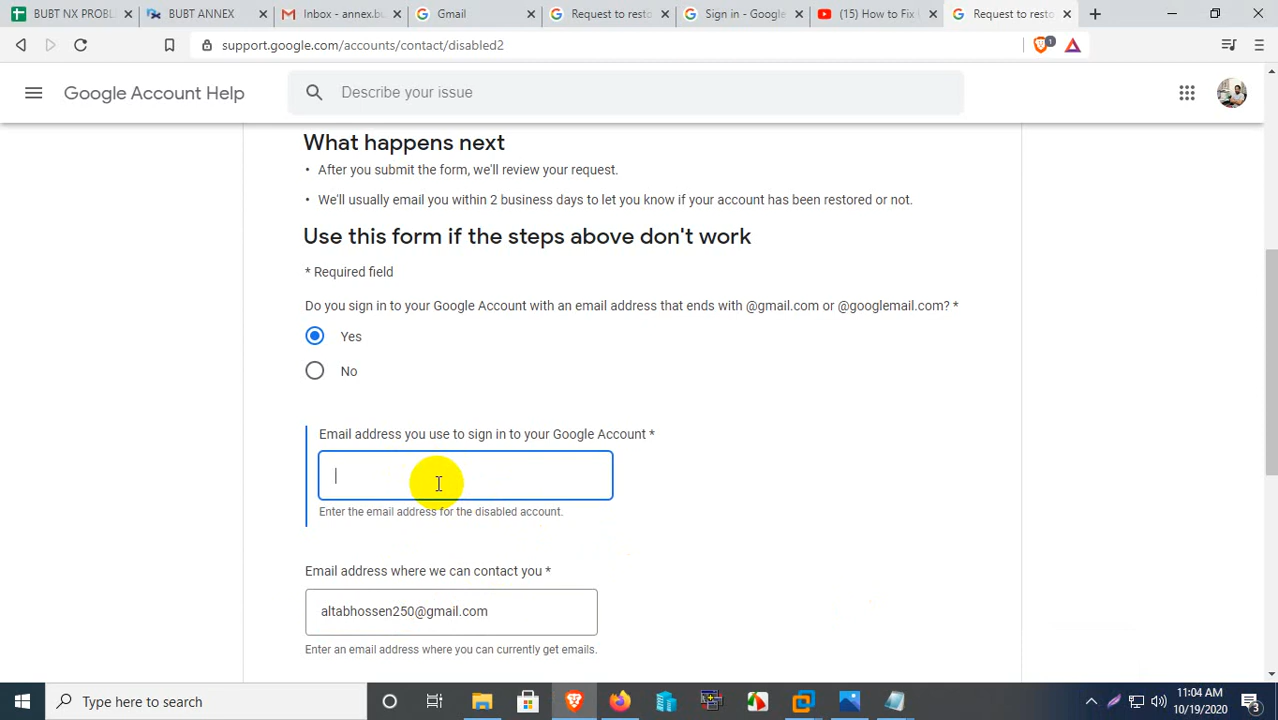 BUBT NX PROBL
BUBT ANNEX
Inbox - annex.bu
Gmail
Request to resto
Sign in - Google
(15) How to Fix
Request to resto
support.google.com/accounts/contact/disabled2
1
Google Account Help
Describe your issue
What happens next
• After you submit the form, we'll review your request.
• We'll usually email you within 2 business days to let you know if your account has been restored or not.
Use this form if the steps above don't work
* Required field
Do you sign in to your Google Account with an email address that ends with @gmail.com or @googlemail.com? *
Yes
No
Email address you use to sign in to your Google Account *
Enter the email address for the disabled account.
Email address where we can contact you *
altabhossen250@gmail.com
Enter an email address where you can currently get emails.
Type here to search
11:04 AM
10/19/2020
3